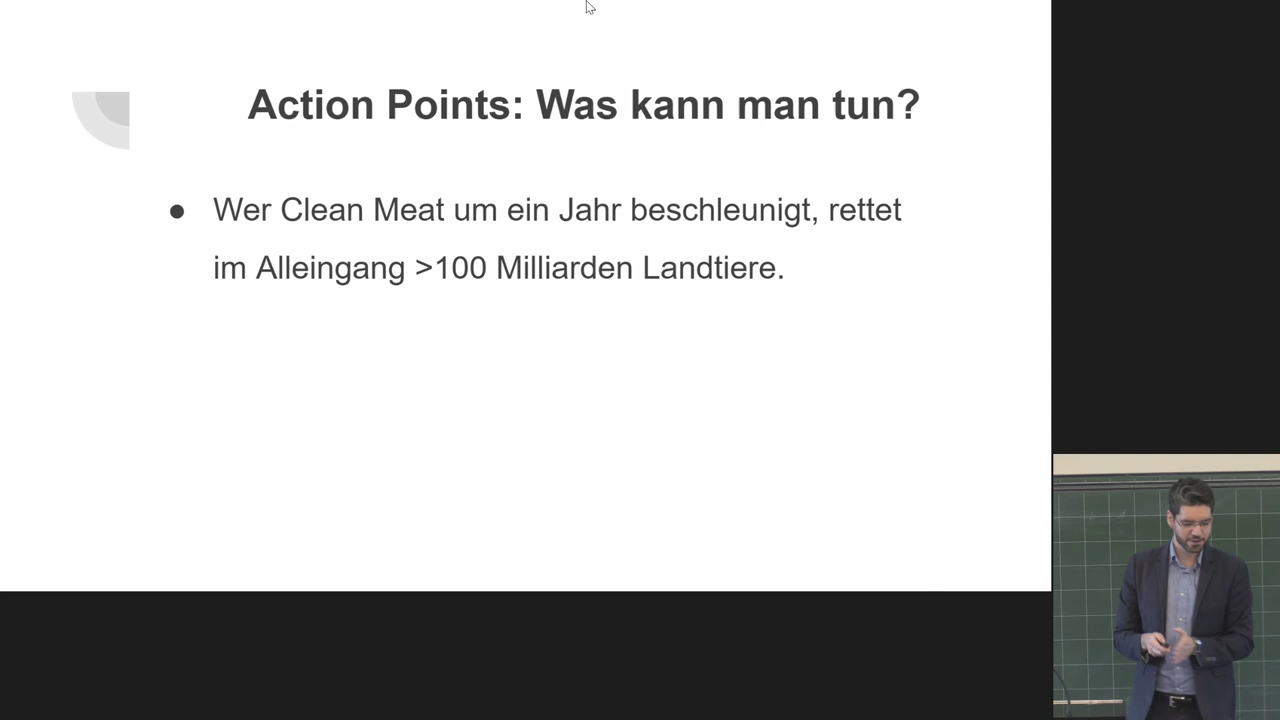 Action Points: Was kann man tun?
● Wer Clean Meat um ein Jahr beschleunigt, rettet
im Alleingang >100 Milliarden Landtiere.